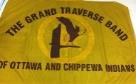 THE GRAND TRAVERSE BAND
OF OTTAWA AND CHIPPEWA INDIANS